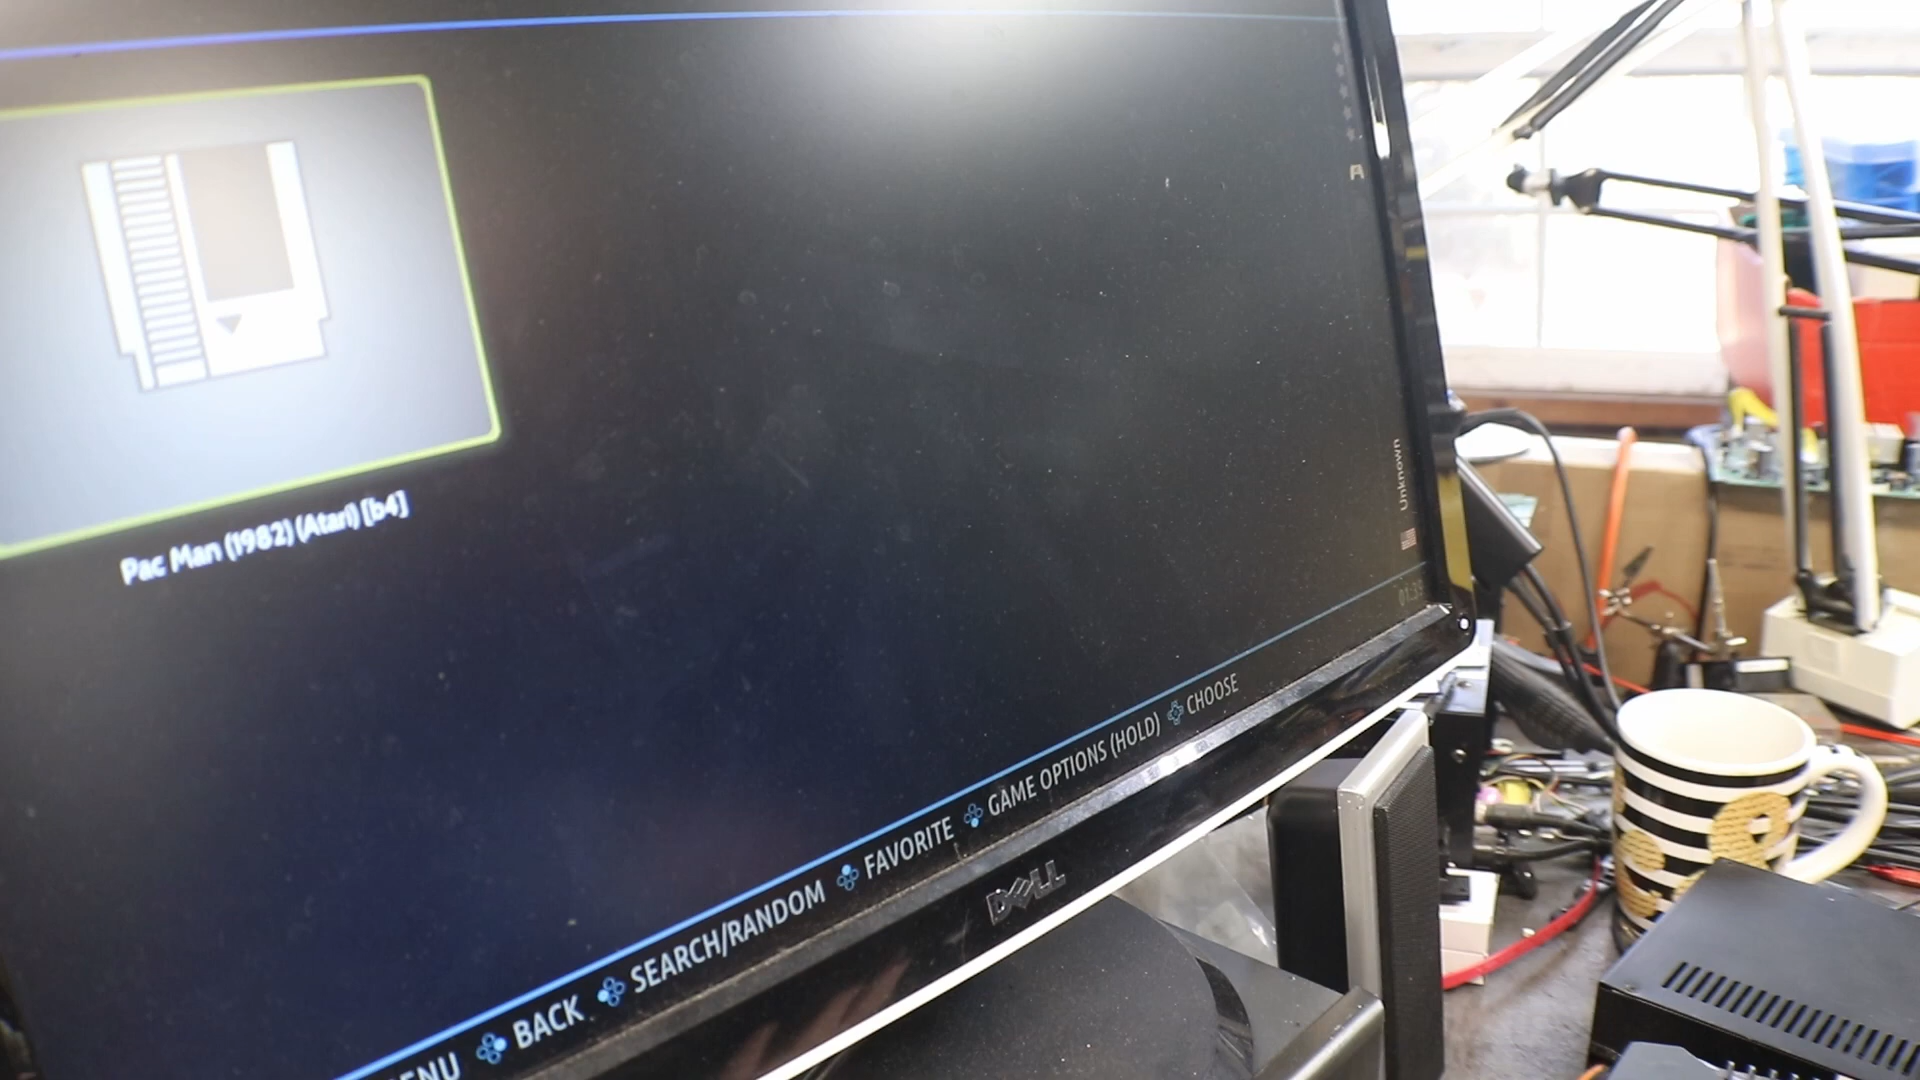 Pac Man (1982) (Atari) [b4]
Unknown
BACK
SEARCH/RANDOM
FAVORITE
GAME OPTIONS (HOLD)
CHOOSE
DELL